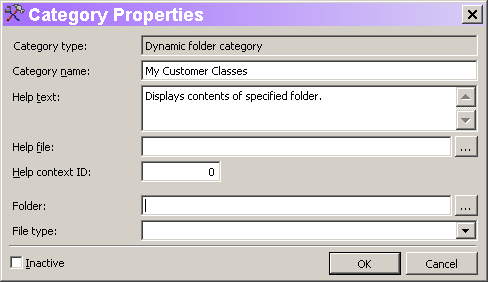 Category Properties
Category type: Dynamic folder category
Category name: My Customer Classes
Help text: Displays contents of specified folder.
Help file: ...
Help context ID: 0
Folder: ...
File type:
Inactive OK Cancel